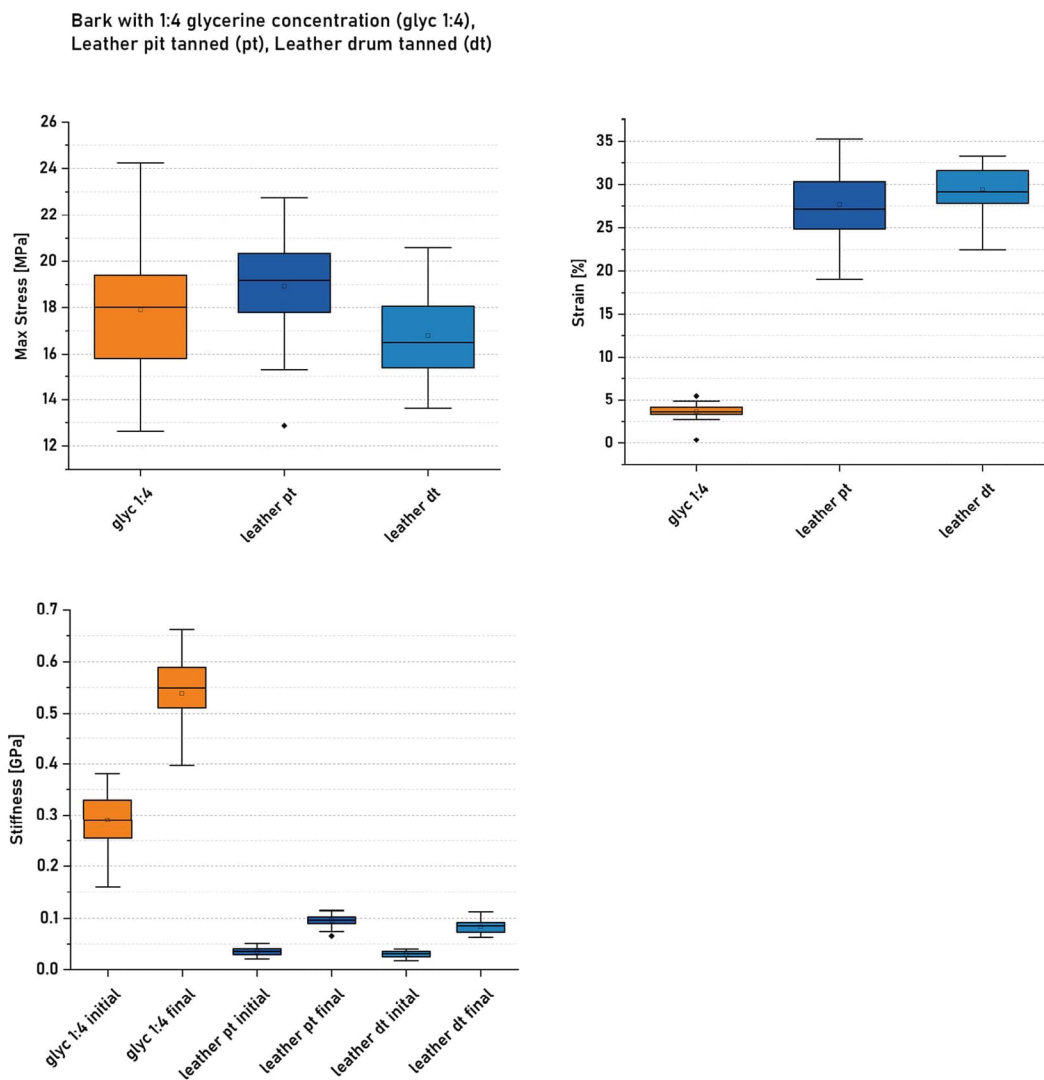 Bark with 1:4 glycerine concentration (glyc 1:4),
Leather pit tanned (pt), Leather drum tanned (dt)
Max Stress [MPa]
26
24
22
20
18
16
14
12
glyc 1:4
leather pt
leather dt
Strain [%]
35
30
25
20
15
10
5
0
glyc 1:4
leather pt
leather dt
Stiffness [GPa]
0.7
0.6
0.5
0.4
0.3
0.2
0.1
0.0
glyc 1:4 initial
glyc 1:4 final
leather pt initial
leather pt final
leather dt inital
leather dt final